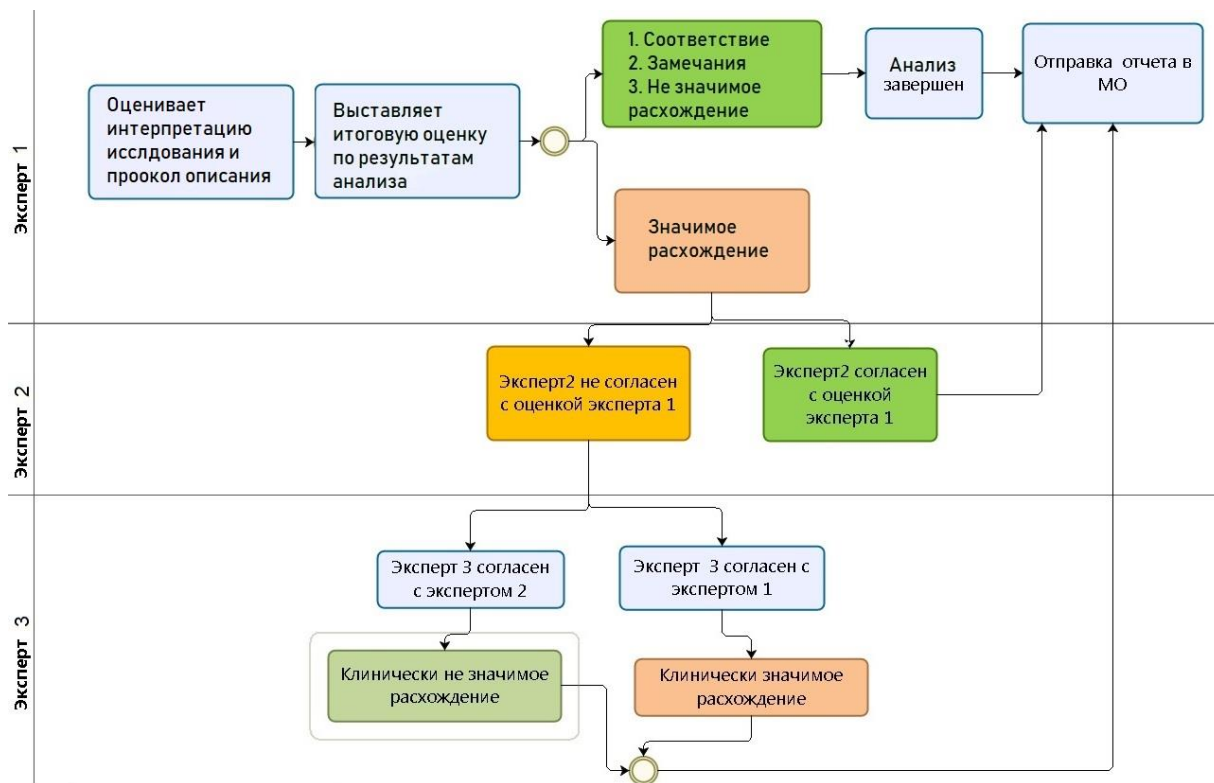 Эксперт 1
Оценивает
интерпретацию
исслдования и
проокол описания
Выставляет
итоговую оценку
по результатам
анализа
1. Соответствие
2. Замечания
3. Не значимое
расхождение
Анализ
завершен
Отправка отчета в
МО
Значимое
расхождение
Эксперт 2
Эксперт2 не согласен
с оценкой эксперта 1
Эксперт2 согласен
с оценкой
эксперта 1
Эксперт 3
Эксперт 3 согласен
с экспертом 2
Эксперт 3 согласен с
экспертом 1
Клинически не значимое
расхождение
Клинически значимое
расхождение